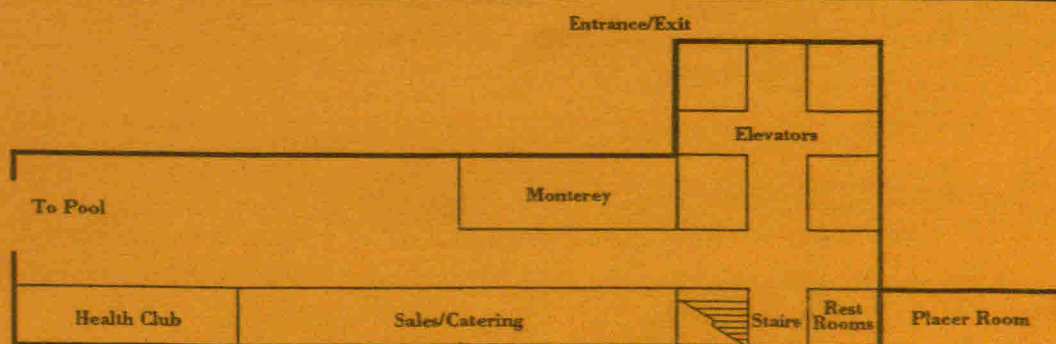 Entrance/Exit
Elevators
Monterey
To Pool
Health Club
Sales/Catering
Stairs
Rest
Rooms
Placer Room